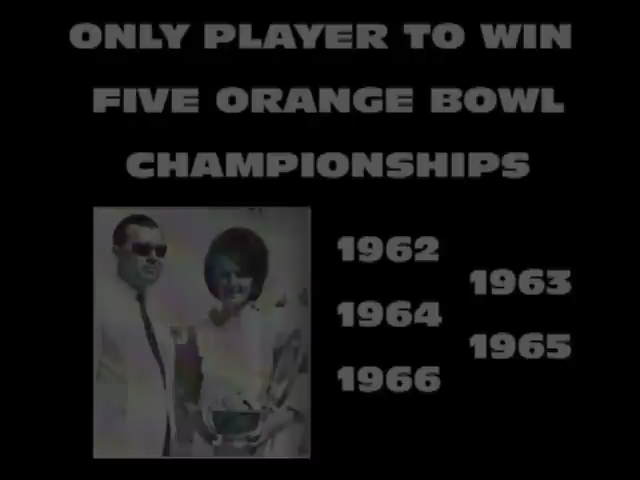 ONLY PLAYER TO WIN
FIVE ORANGE BOWL
CHAMPIONSHIPS
1962
1963
1964
1965
1966